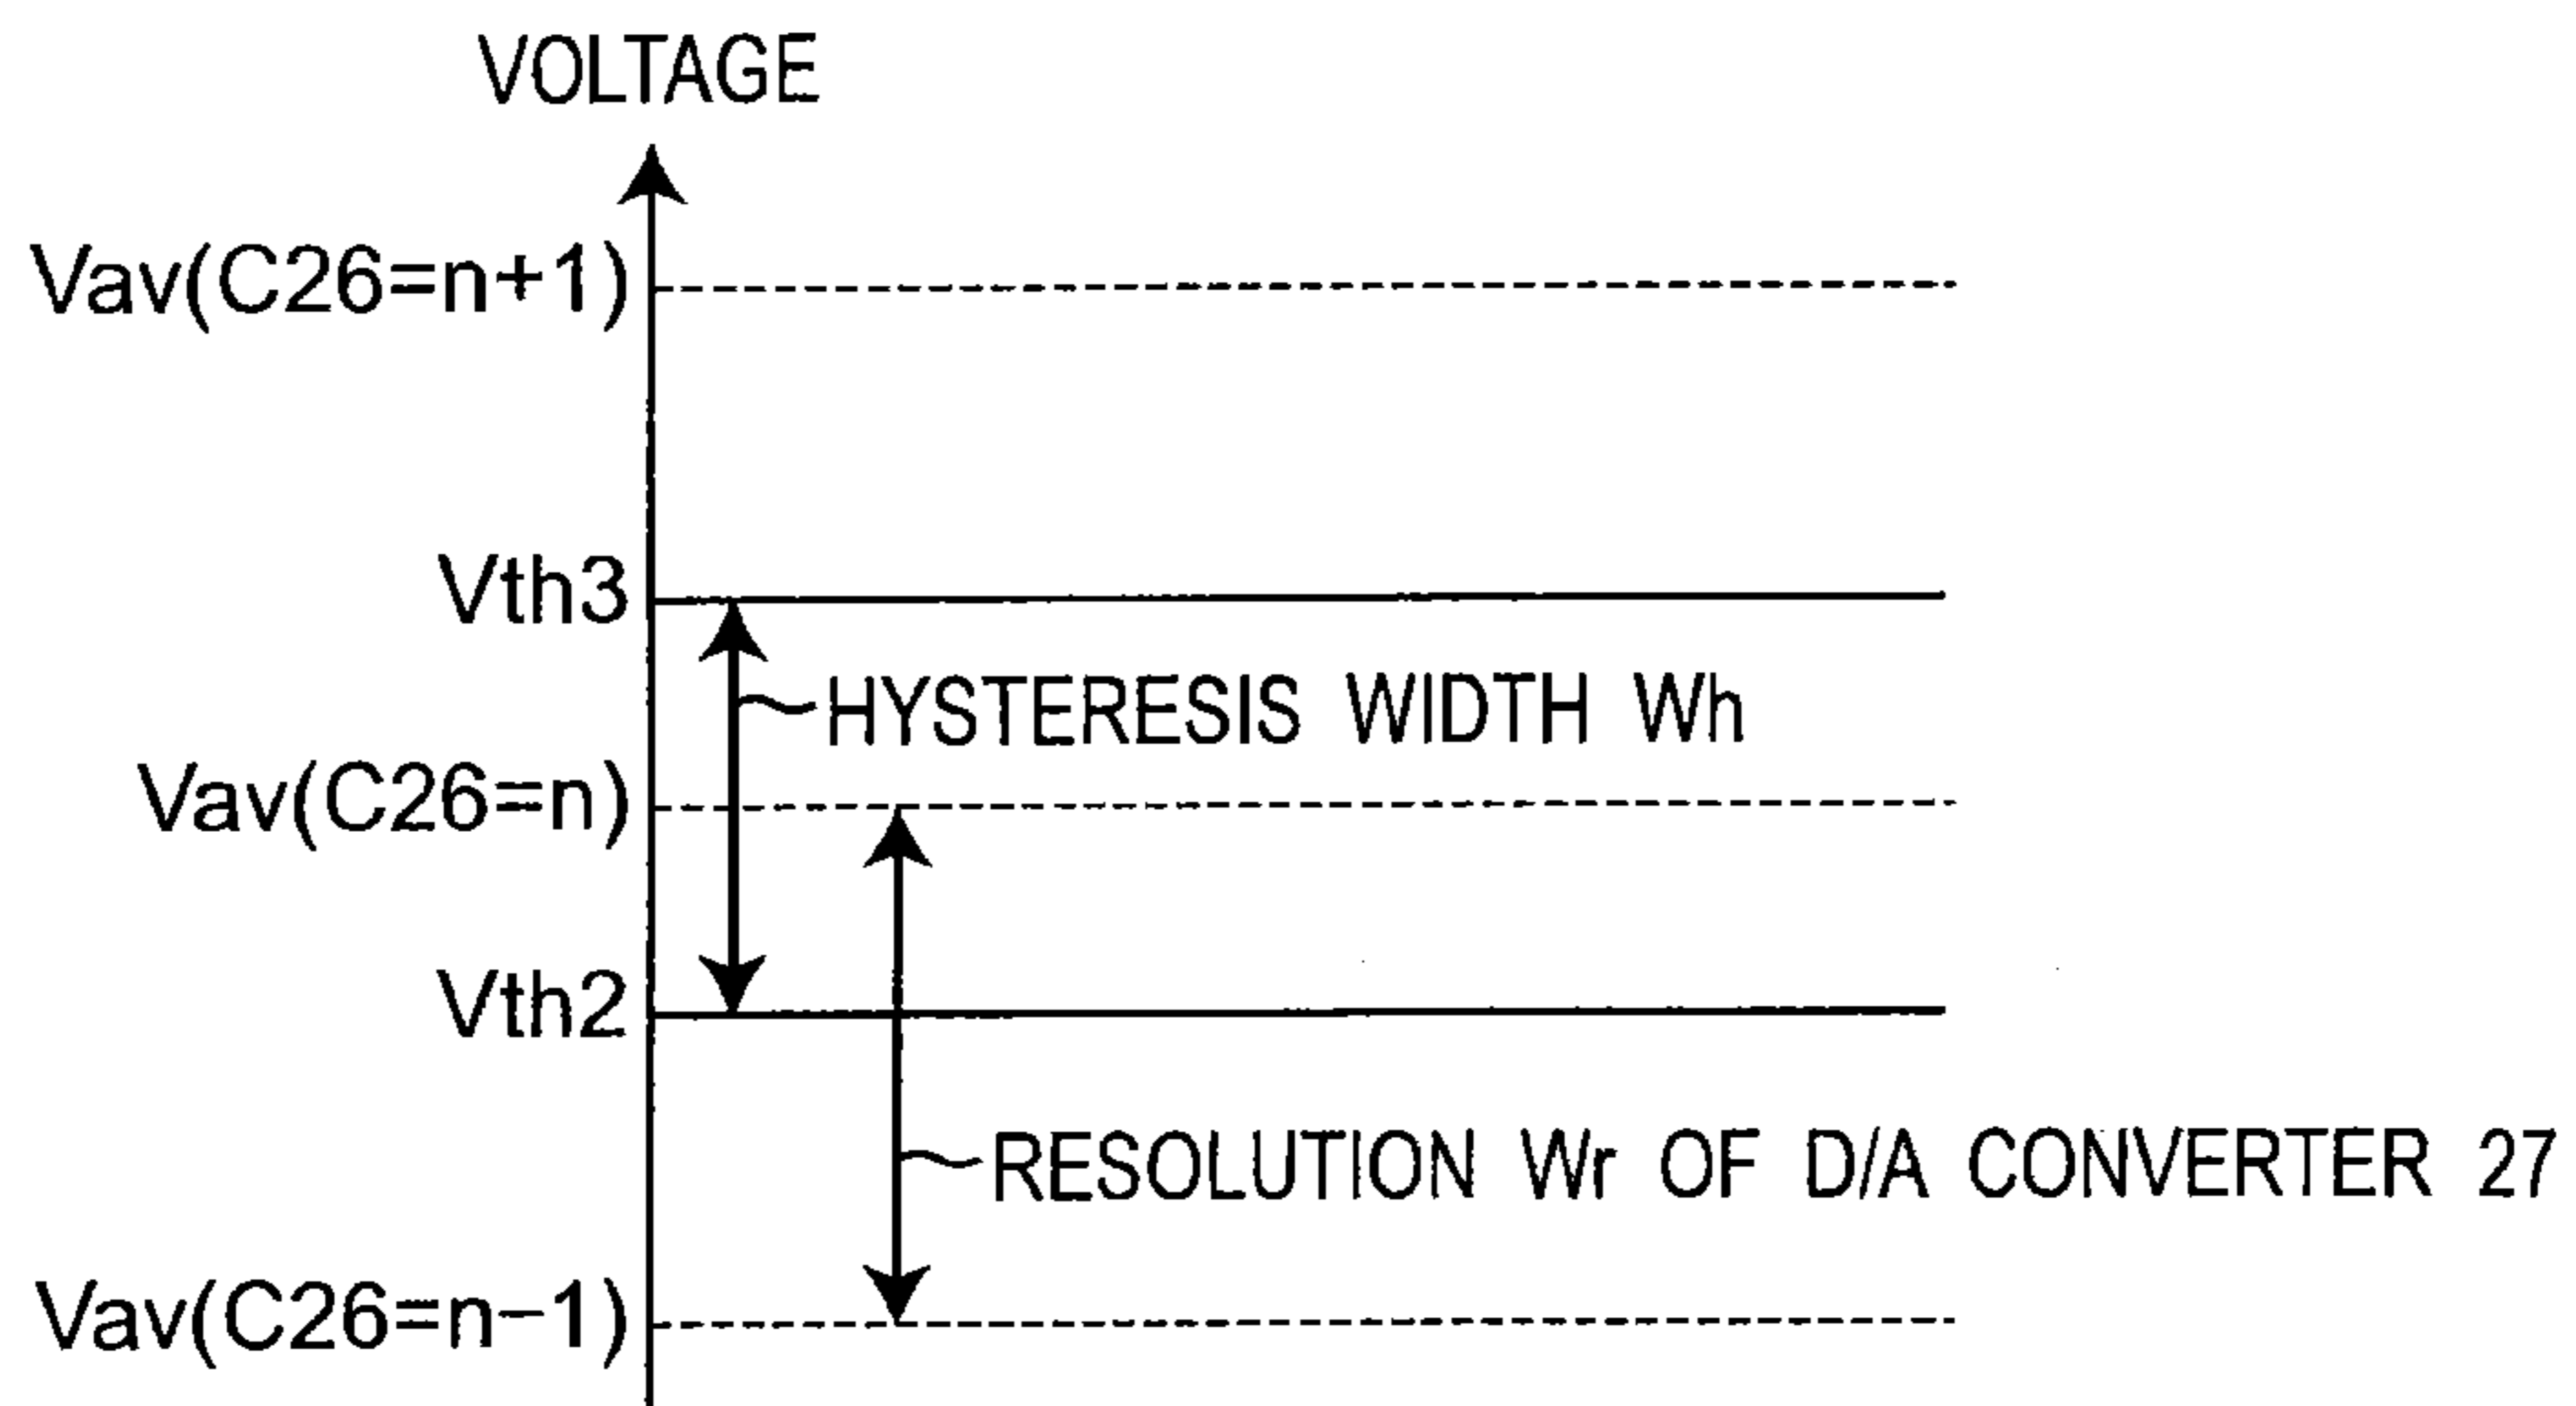 VOLTAGE
Vav(C26=n+1)
Vth3
HYSTERESIS WIDTH Wh
Vav(C26=n)
Vth2
RESOLUTION Wr OF D/A CONVERTER 27
Vav(C26=n−1)